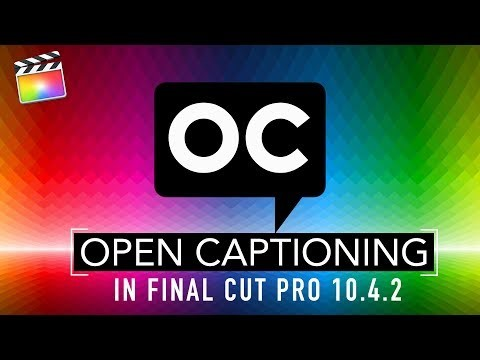 OC
OPEN CAPTIONING
IN FINAL CUT PRO 10.4.2